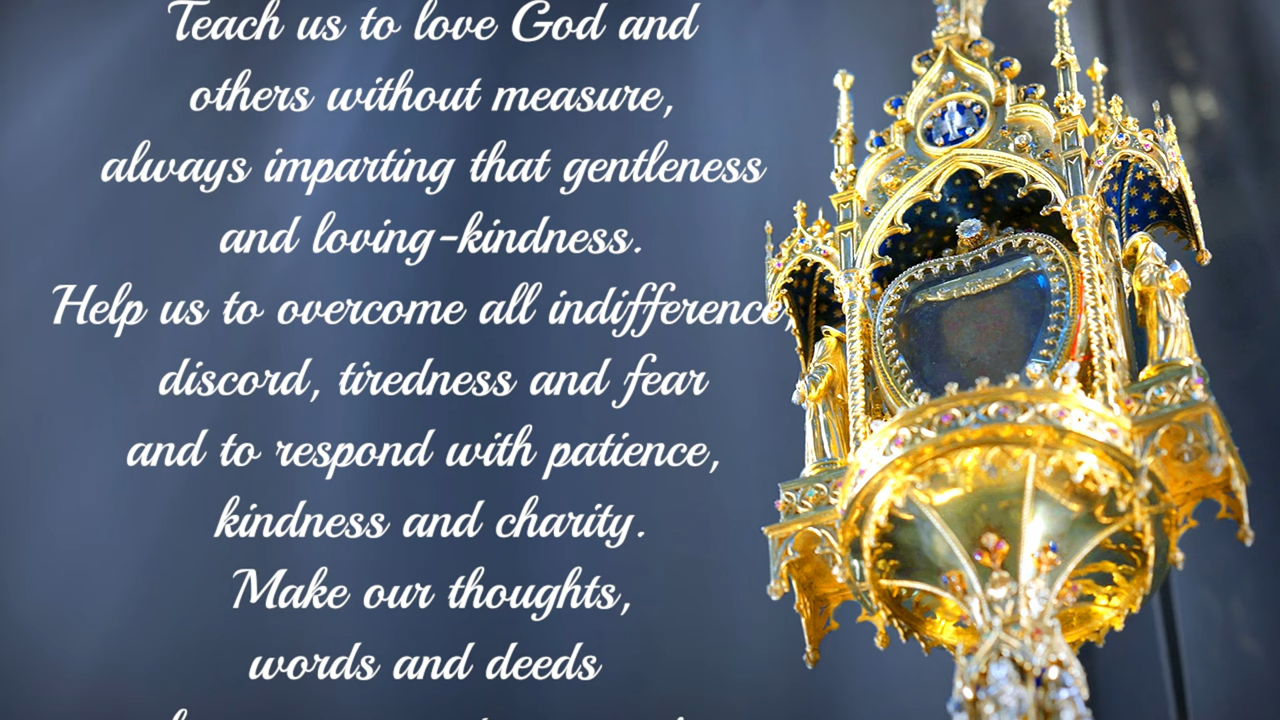 Teach us to love God and
others without measure,
always imparting that gentleness
and loving-kindness.
Help us to overcome all indifference,
discord, tiredness and fear
and to respond with patience,
kindness and charity.
Make our thoughts,
words and deeds